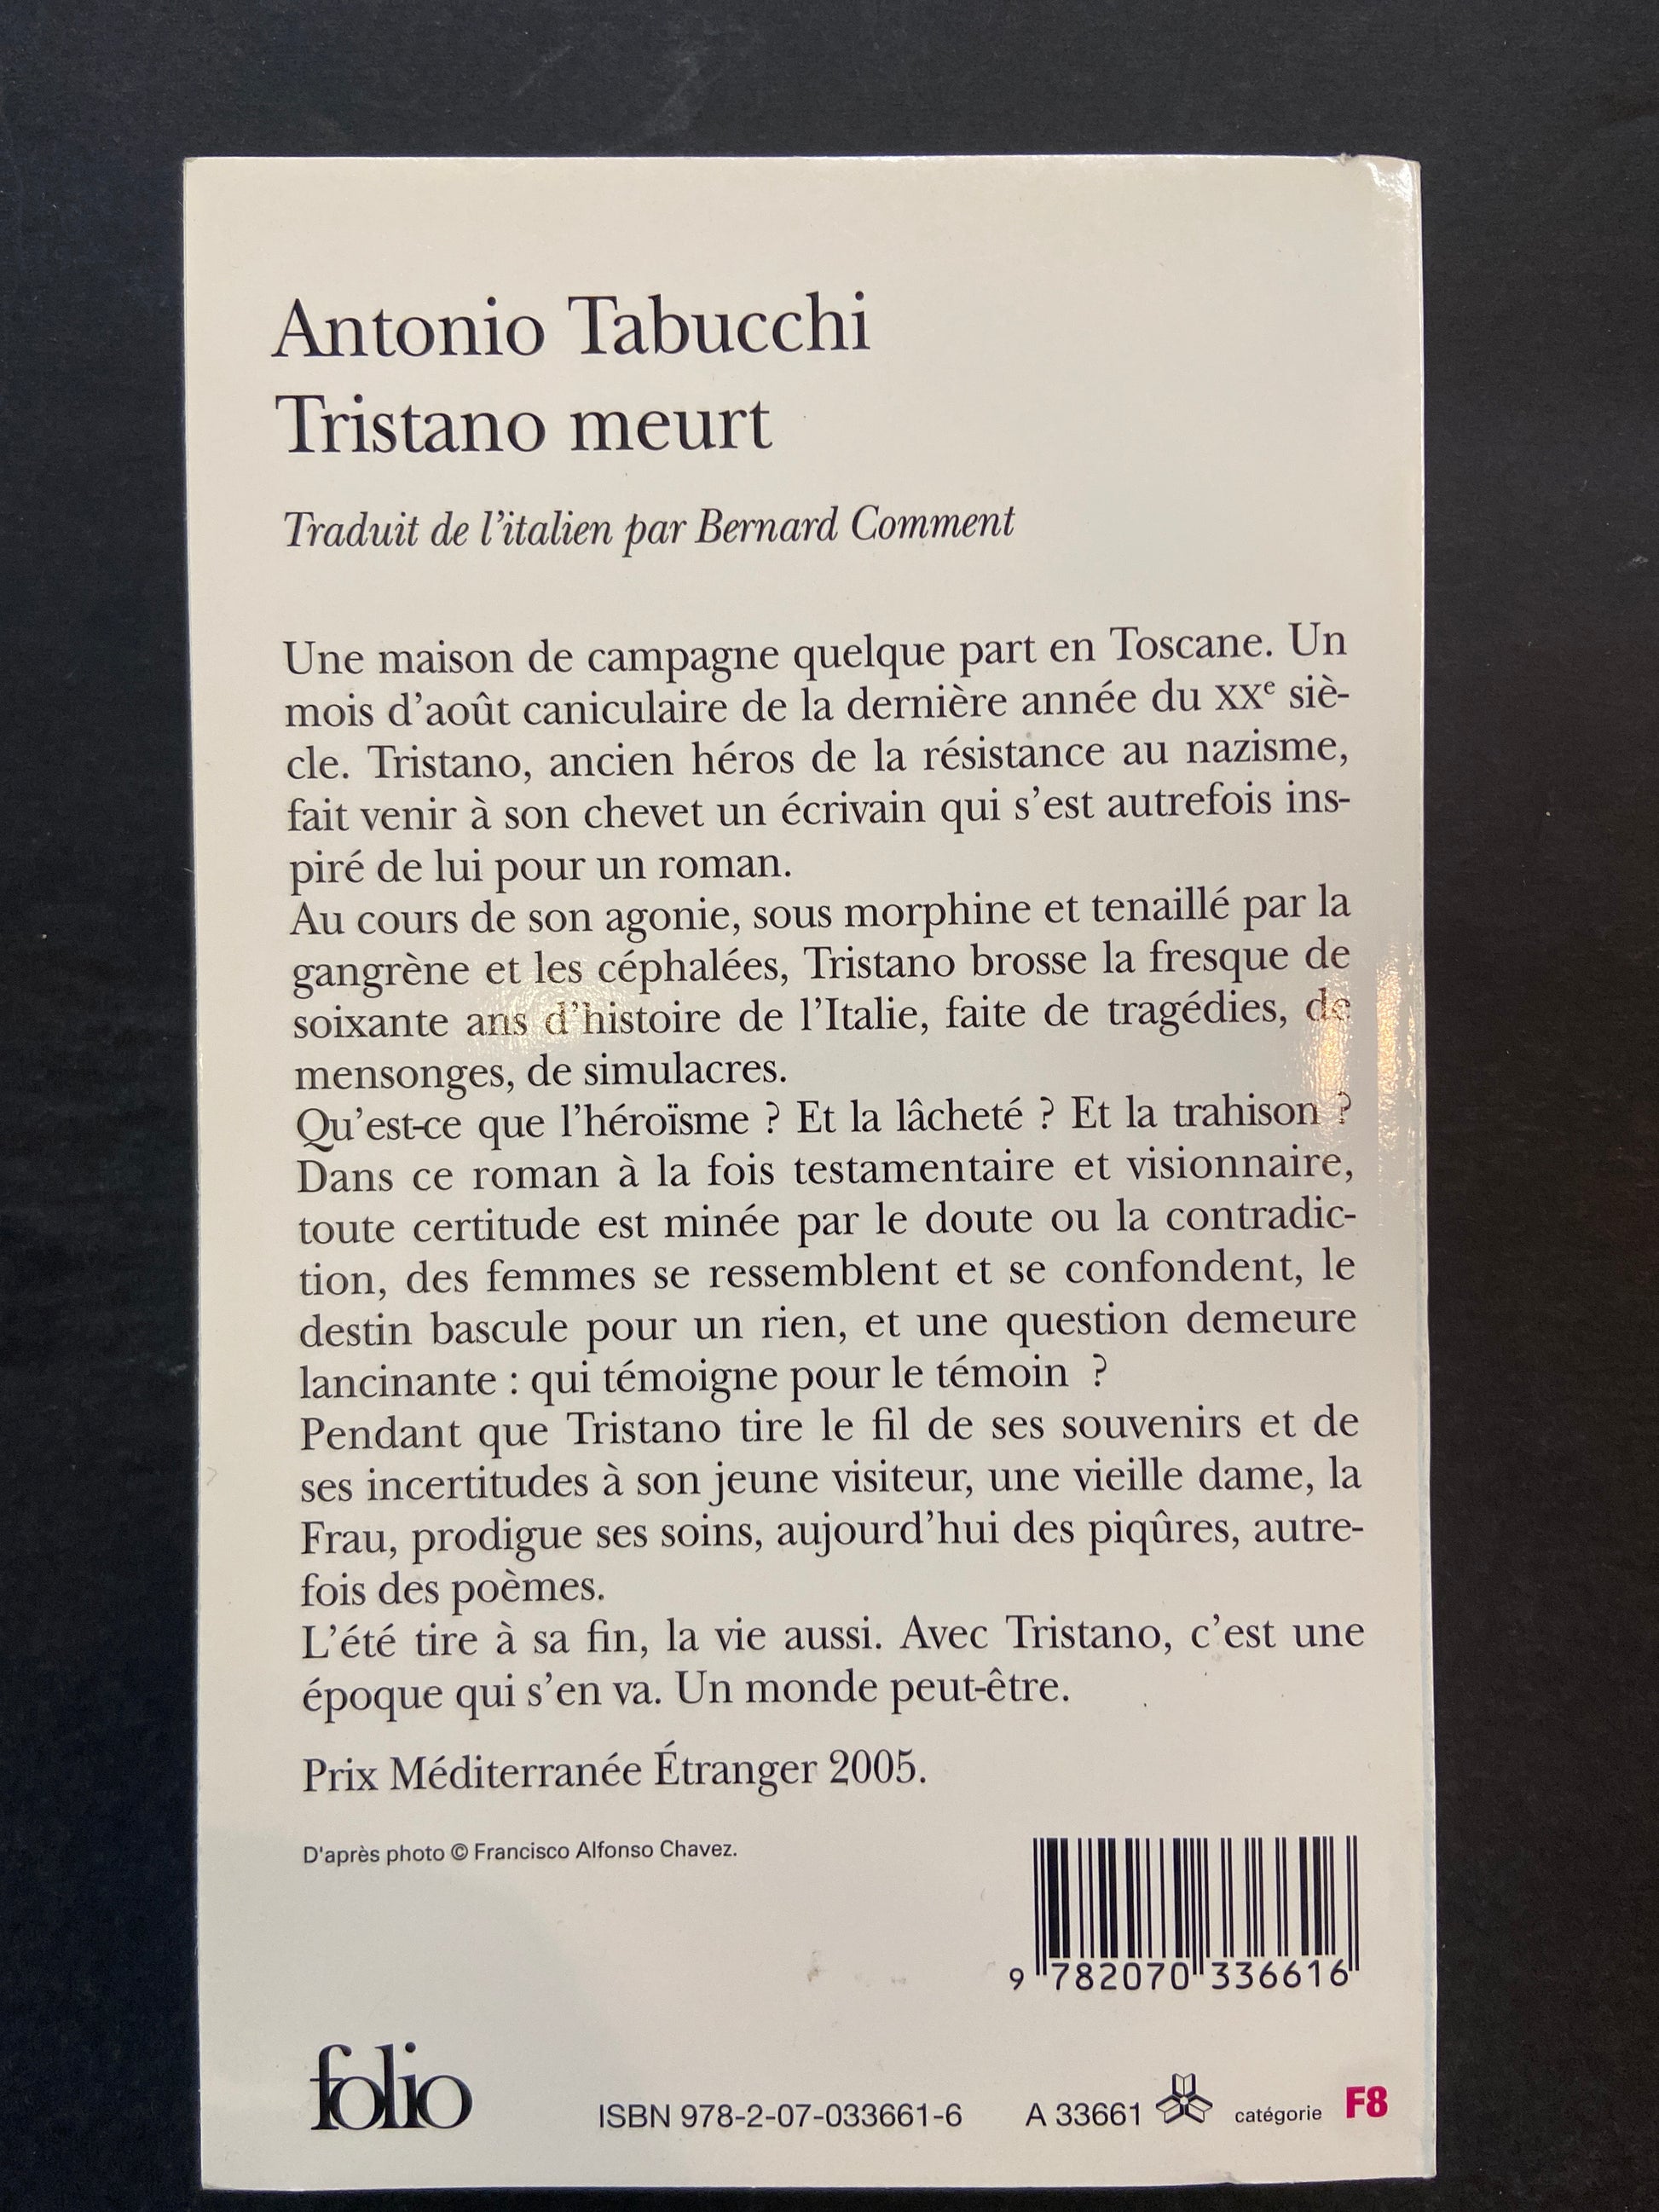 Antonio Tabucchi
Tristano meurt
Traduit de l'italien par Bernard Comment
Une maison de campagne quelque part en Toscane. Un
mois d'août caniculaire de la dernière année du XXe siè-
cle. Tristano, ancien héros de la résistance au nazisme,
fait venir à son chevet un écrivain qui s'est autrefois ins-
piré de lui pour un roman.
Au cours de son agonie, sous morphine et tenaillé par la
gangrène et les céphalées, Tristano brosse la fresque de
soixante ans d'histoire de l'Italie, faite de tragédies, de
mensonges, de simulacres.
Qu'est-ce que l'héroïsme ? Et la lâcheté ? Et la trahison ?
Dans ce roman à la fois testamentaire et visionnaire,
toute certitude est minée par le doute ou la contradic-
tion, des femmes se ressemblent et se confondent, le
destin bascule pour un rien, et une question demeure
lancinante : qui témoigne pour le témoin ?
Pendant que Tristano tire le fil de ses souvenirs et de
ses incertitudes à son jeune visiteur, une vieille dame, la
Frau, prodigue ses soins, aujourd'hui des piqûres, autre-
fois des poèmes.
L'été tire à sa fin, la vie aussi. Avec Tristano, c'est une
époque qui s'en va. Un monde peut-être.
Prix Méditerranée Étranger 2005.
D'après photo © Francisco Alfonso Chavez.
9 782070 336616
folio
ISBN 978-2-07-033661-6 A 33661 catégorie F8